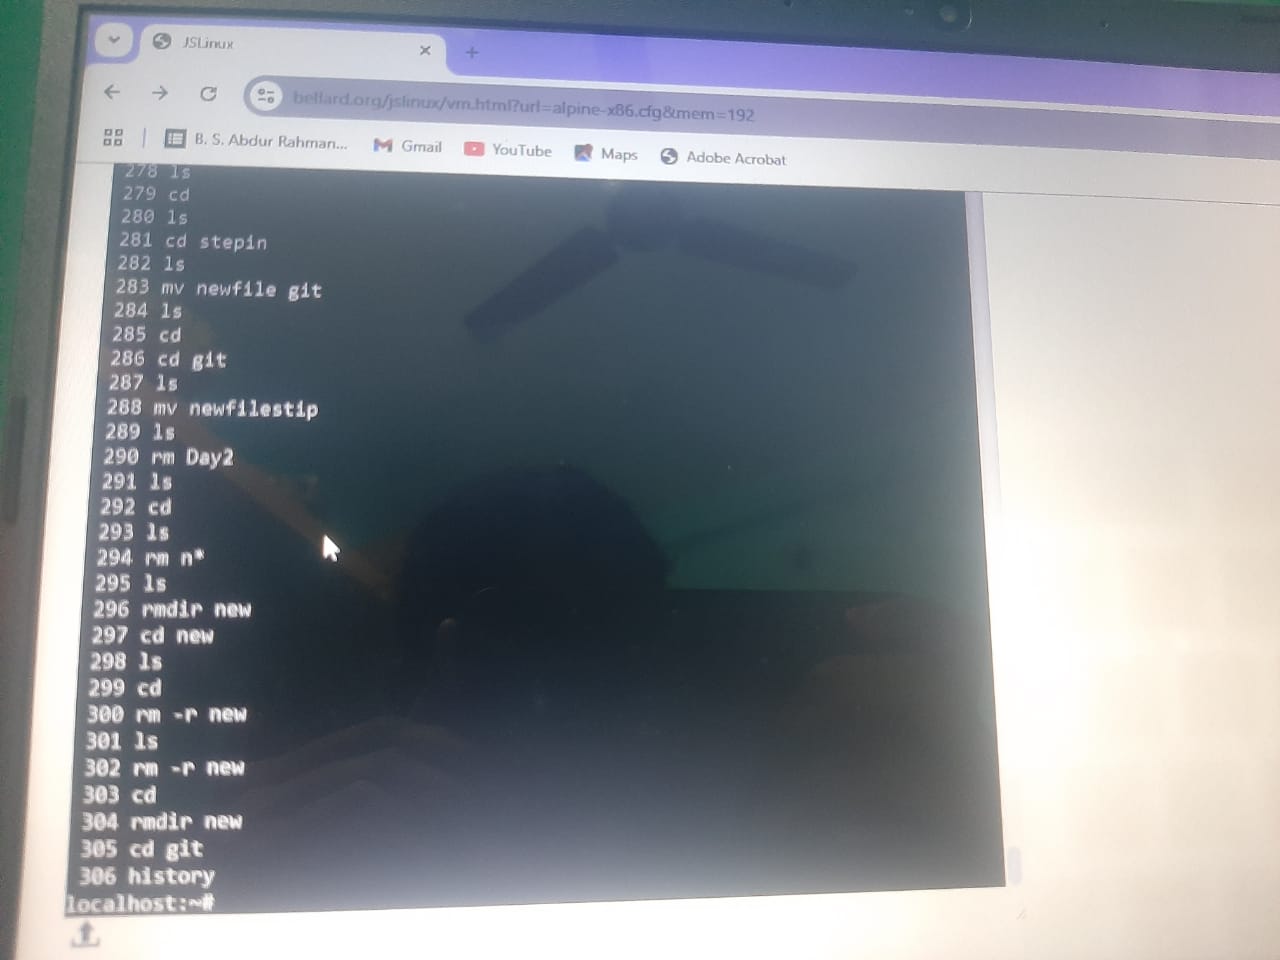 JSLinux
bellard.org/jslinux/vm.html?url=alpine-x86.cfg&mem=192
B. S. Abdur Rahman... Gmail YouTube Maps Adobe Acrobat
278 ls
279 cd
280 ls
281 cd stepin
282 ls
283 mv newfile git
284 ls
285 cd
286 cd git
287 ls
288 mv newfilestip
289 ls
290 rm Day2
291 ls
292 cd
293 ls
294 rm n*
295 ls
296 rmdir new
297 cd new
298 ls
299 cd
300 rm -r new
301 ls
302 rm -r new
303 cd
304 rmdir new
305 cd git
306 history
localhost:~#